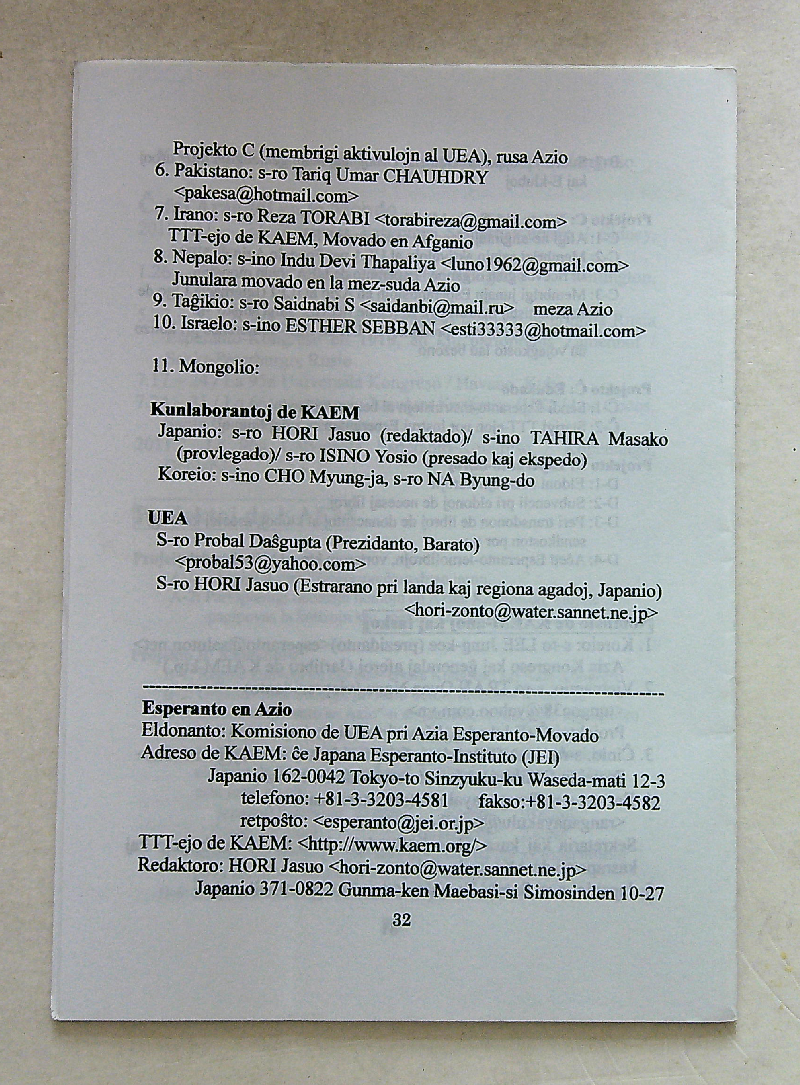 Projekto C (membrigi aktivulojn al UEA), rusa Azio
6. Pakistano: s-ro Tariq Umar CHAUHDRY
<pakesa@hotmail.com>
7. Irano: s-ro Reza TORABI <torabireza@gmail.com>
TTT-ejo de KAEM, Movado en Afganio
8. Nepalo: s-ino Indu Devi Thapaliya <luno1962@gmail.com>
Junulara movado en la mez-suda Azio
9. Taĝikio: s-ro Saidnabi S <saidanbi@mail.ru> meza Azio
10. Israelo: s-ino ESTHER SEBBAN <esti33333@hotmail.com>
11. Mongolio:
Kunlaborantoj de KAEM
Japanio: s-ro HORI Jasuo (redaktado)/ s-ino TAHIRA Masako
(provlegado)/ s-ro ISINO Yosio (presado kaj ekspedo)
Koreio: s-ino CHO Myung-ja, s-ro NA Byung-do
UEA
S-ro Probal Daŝgupta (Prezidanto, Barato)
<probal53@yahoo.com>
S-ro HORI Jasuo (Estrarano pri landa kaj regiona agadoj, Japanio)
<hori-zonto@water.sannet.ne.jp>
Esperanto en Azio
Eldonanto: Komisiono de UEA pri Azia Esperanto-Movado
Adreso de KAEM: ĉe Japana Esperanto-Instituto (JEI)
Japanio 162-0042 Tokyo-to Sinzyuku-ku Waseda-mati 12-3
telefono: +81-3-3203-4581 fakso:+81-3-3203-4582
retpoŝto: <esperanto@jei.or.jp>
TTT-ejo de KAEM: <http://www.kaem.org/>
Redaktoro: HORI Jasuo <hori-zonto@water.sannet.ne.jp>
Japanio 371-0822 Gunma-ken Maebasi-si Simosinden 10-27
32